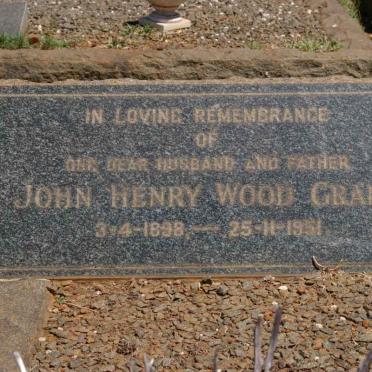 IN LOVING REMEMBRANCE
OF
OUR DEAR HUSBAND AND FATHER
JOHN HENRY WOOD
3-4-1898 — 25-11-1951.